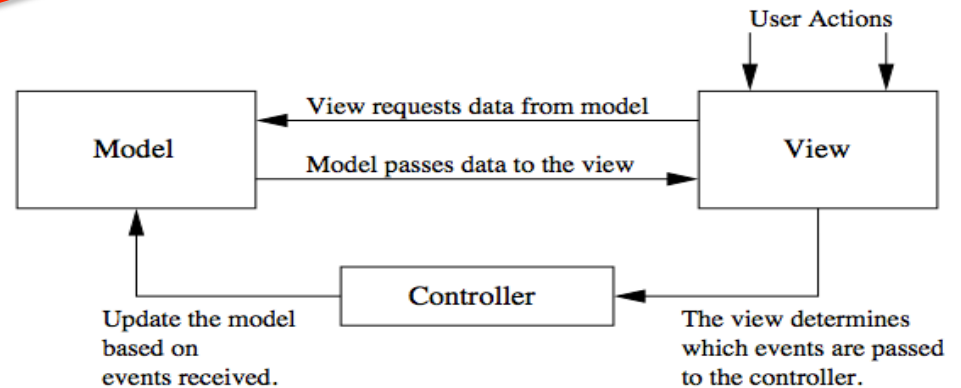 User Actions
View requests data from model
Model
View
Model passes data to the view
Controller
Update the model
based on
events received.
The view determines
which events are passed
to the controller.